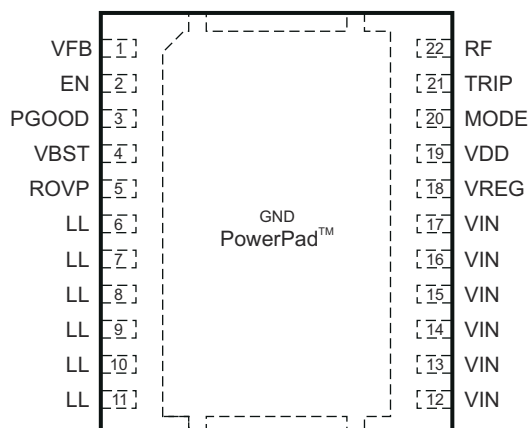 VFB 1 22 RF
EN 2 21 TRIP
PGOOD 3 20 MODE
VBST 4 19 VDD
ROVP 5 18 VREG
LL 6 17 VIN
GND
PowerPad™
LL 7 16 VIN
LL 8 15 VIN
LL 9 14 VIN
LL 10 13 VIN
LL 11 12 VIN